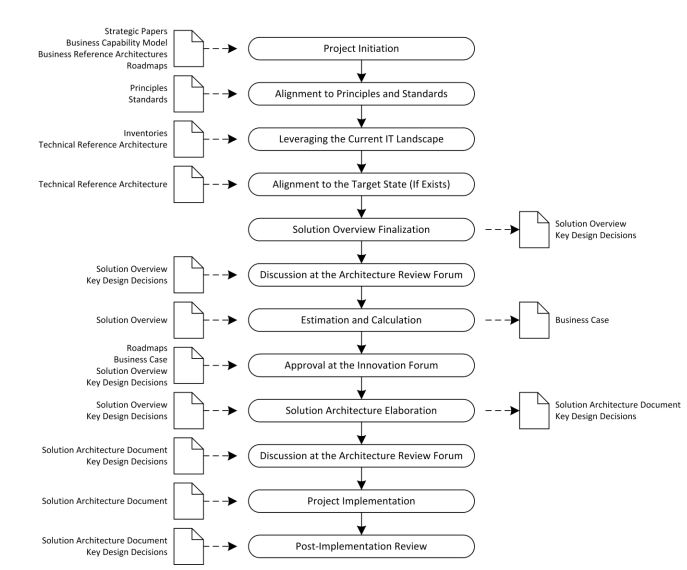 Strategic Papers
Business Capability Model
Business Reference Architectures
Roadmaps
Project Initiation
Principles
Standards
Alignment to Principles and Standards
Inventories
Technical Reference Architecture
Leveraging the Current IT Landscape
Technical Reference Architecture
Alignment to the Target State (If Exists)
Solution Overview Finalization
Solution Overview
Key Design Decisions
Solution Overview
Key Design Decisions
Discussion at the Architecture Review Forum
Solution Overview
Estimation and Calculation
Business Case
Roadmaps
Business Case
Solution Overview
Key Design Decisions
Approval at the Innovation Forum
Solution Overview
Key Design Decisions
Solution Architecture Elaboration
Solution Architecture Document
Key Design Decisions
Solution Architecture Document
Key Design Decisions
Discussion at the Architecture Review Forum
Solution Architecture Document
Project Implementation
Solution Architecture Document
Key Design Decisions
Post-Implementation Review